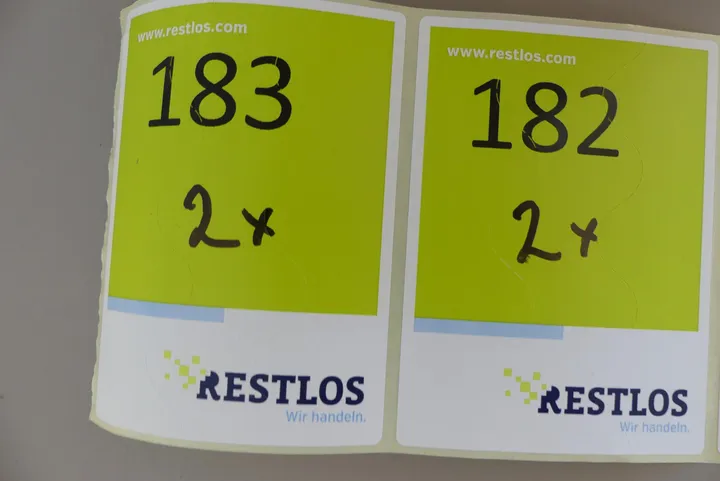 www.restlos.com
183
2x
RESTLOS
Wir handeln.
www.restlos.com
182
2x
RESTLOS
Wir handeln.